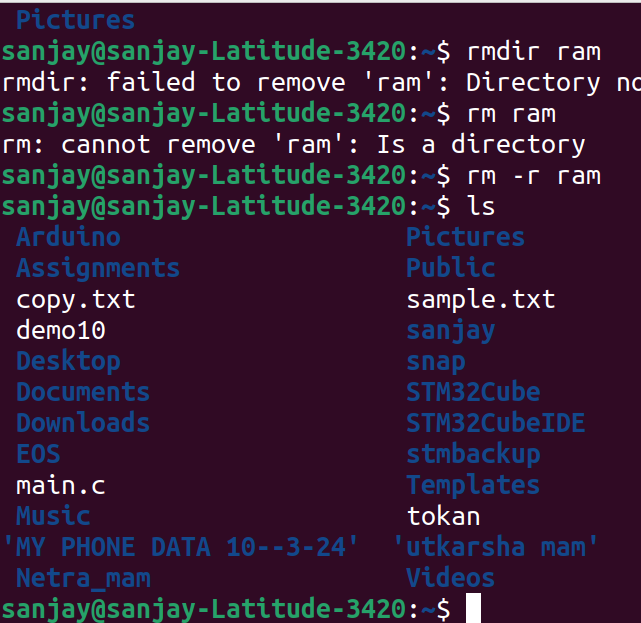 Pictures
sanjay@sanjay-Latitude-3420:~$ rmdir ram
rmdir: failed to remove 'ram': Directory no
sanjay@sanjay-Latitude-3420:~$ rm ram
rm: cannot remove 'ram': Is a directory
sanjay@sanjay-Latitude-3420:~$ rm -r ram
sanjay@sanjay-Latitude-3420:~$ ls
Arduino Pictures
Assignments Public
copy.txt sample.txt
demo10 sanjay
Desktop snap
Documents STM32Cube
Downloads STM32CubeIDE
EOS stmbackup
main.c Templates
Music tokan
'MY PHONE DATA 10--3-24' 'utkarsha mam'
Netra_mam Videos
sanjay@sanjay-Latitude-3420:~$